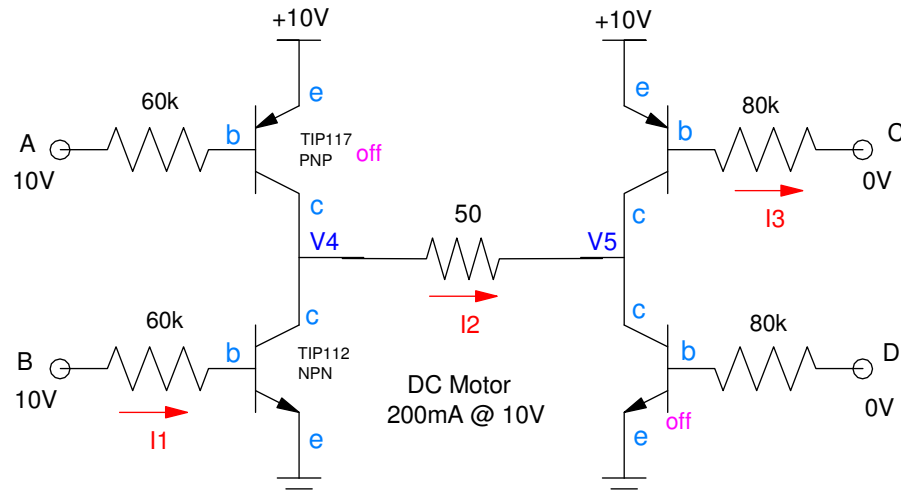 +10V
+10V
e
e
60k
80k
A
b
TIP117
PNP
off
b
C
10V
0V
c
c
I3
50
V4
V5
I2
60k
c
c
80k
B
b
TIP112
NPN
b
D
10V
DC Motor
200mA @ 10V
0V
I1
off
e
e